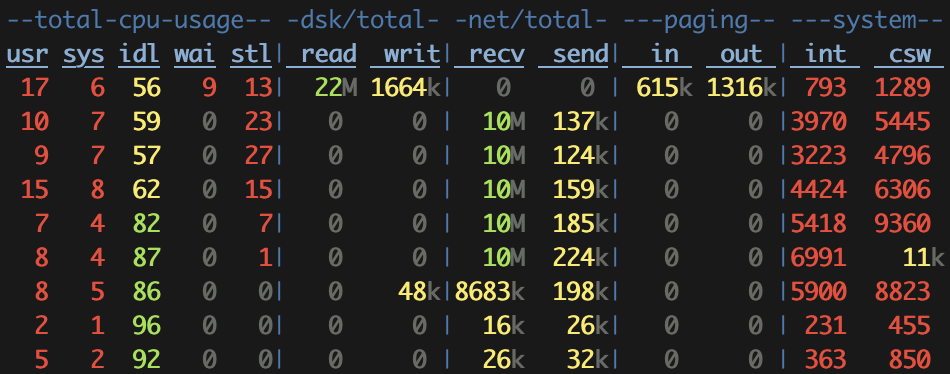 --total-cpu-usage-- -dsk/total- -net/total- ---paging-- ---system--
usr sys idl wai stl| read writ| recv send| in out | int csw
17 6 56 9 13| 22M 1664k| 0 0 | 615k 1316k| 793 1289
10 7 59 0 23| 0 0 | 10M 137k| 0 0 |3970 5445
9 7 57 0 27| 0 0 | 10M 124k| 0 0 |3223 4796
15 8 62 0 15| 0 0 | 10M 159k| 0 0 |4424 6306
7 4 82 0 7| 0 0 | 10M 185k| 0 0 |5418 9360
8 4 87 0 1| 0 0 | 10M 224k| 0 0 |6991 11k
8 5 86 0 0| 0 48k|8683k 198k| 0 0 |5900 8823
2 1 96 0 0| 0 0 | 16k 26k| 0 0 | 231 455
5 2 92 0 0| 0 0 | 26k 32k| 0 0 | 363 850